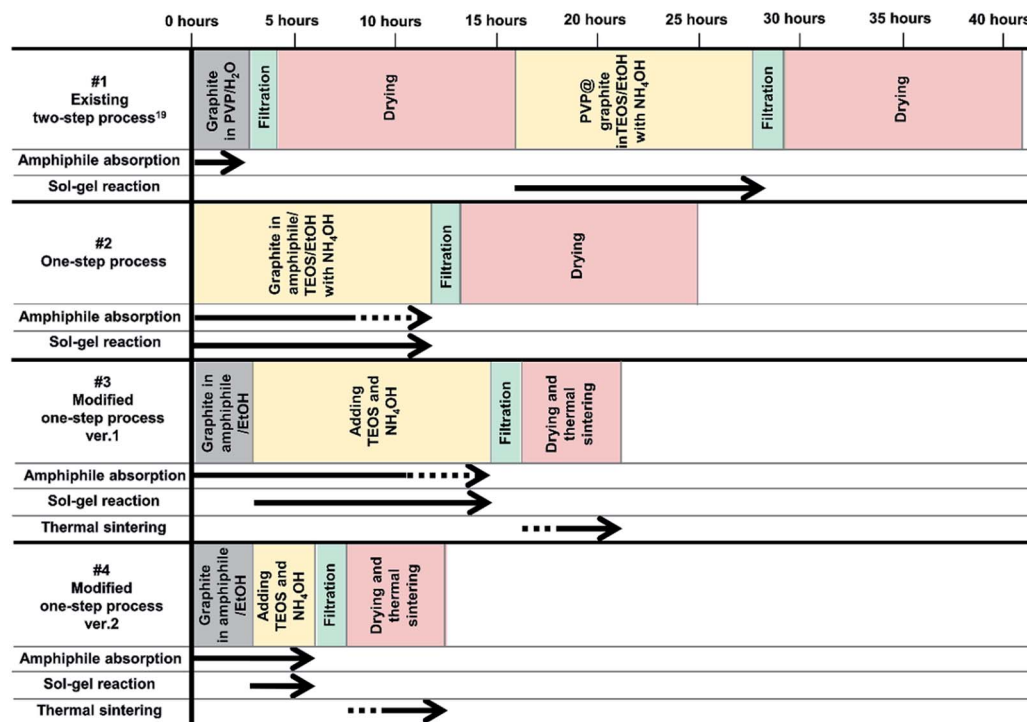 0 hours 5 hours 10 hours 15 hours 20 hours 25 hours 30 hours 35 hours 40 hours
#1
Existing
two-step process¹⁹
Graphite
in PVP/H₂O
Filtration
Drying
PVP@
graphite
inTEOS/EtOH
with NH₄OH
Filtration
Drying
Amphiphile absorption
Sol-gel reaction
#2
One-step process
Graphite in
amphiphile/
TEOS/EtOH
with NH₄OH
Filtration
Drying
Amphiphile absorption
Sol-gel reaction
#3
Modified
one-step process
ver.1
Graphite in
amphiphile
/EtOH
Adding
TEOS and
NH₄OH
Filtration
Drying and
thermal
sintering
Amphiphile absorption
Sol-gel reaction
Thermal sintering
#4
Modified
one-step process
ver.2
Graphite
in amphiphile
/EtOH
Adding
TEOS and
NH₄OH
Filtration
Drying and
thermal
sintering
Amphiphile absorption
Sol-gel reaction
Thermal sintering